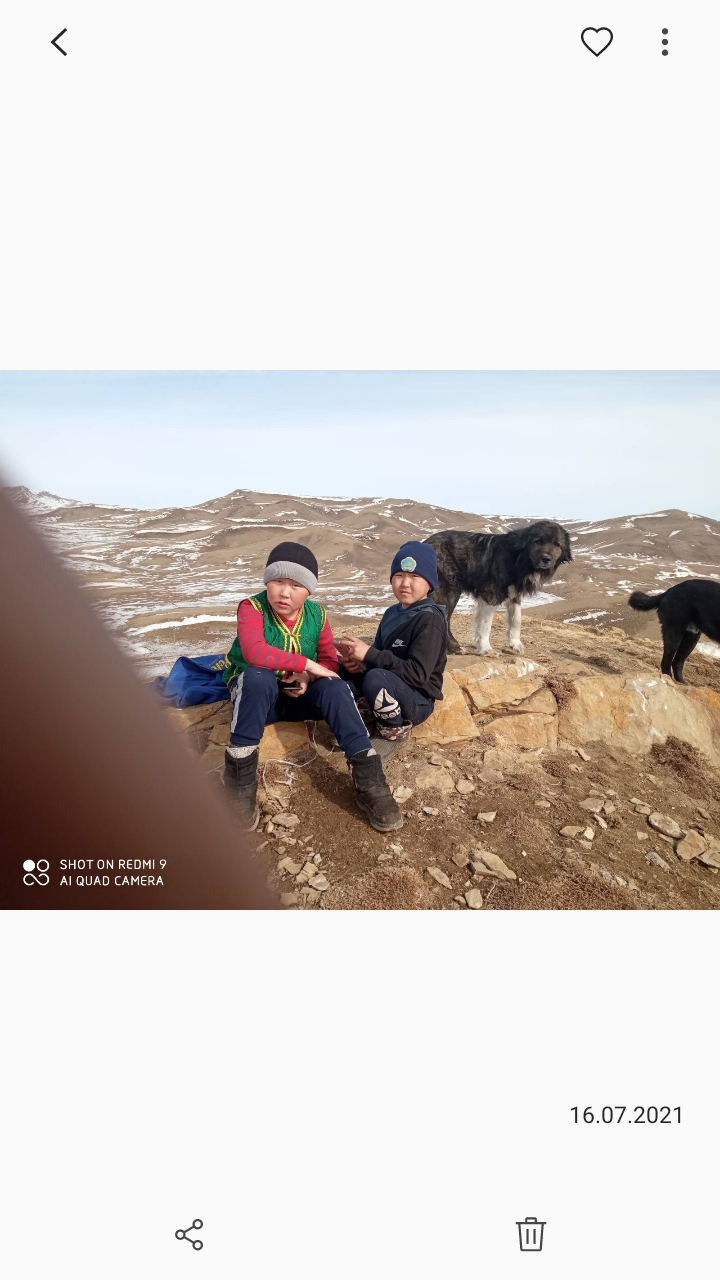 SHOT ON REDMI 9
AI QUAD CAMERA
16.07.2021